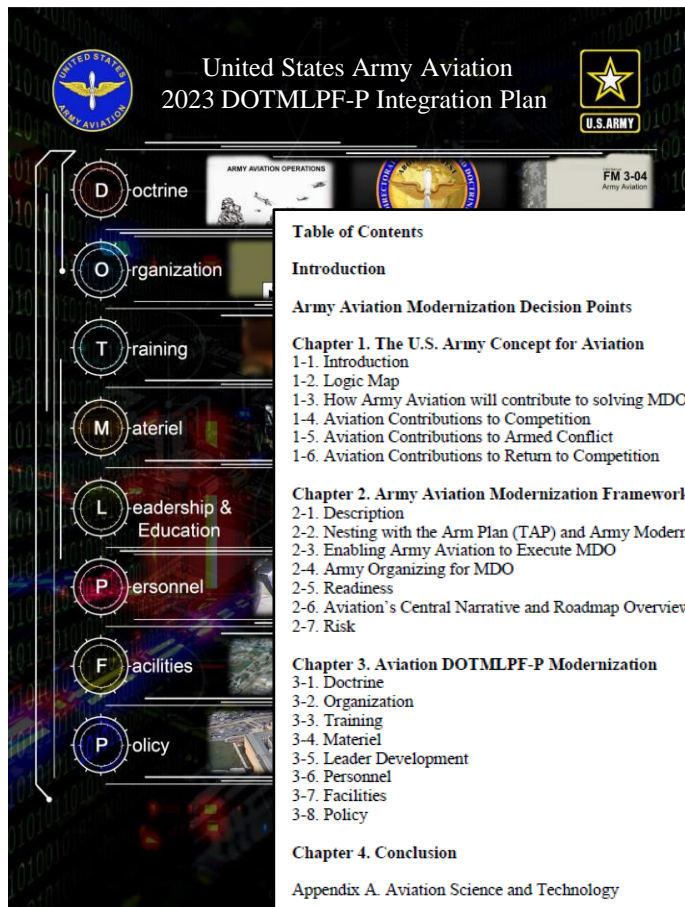 United States Army Aviation
2023 DOTMLPF-P Integration Plan
UNITED STATES
ARMY AVIATION
U.S.ARMY
Doctrine
ARMY AVIATION OPERATIONS
FM 3-04
Army Aviation
Organization
Training
Materiel
Leadership &
Education
Personnel
Facilities
Policy
Table of Contents
Introduction
Army Aviation Modernization Decision Points
Chapter 1. The U.S. Army Concept for Aviation
1-1. Introduction
1-2. Logic Map
1-3. How Army Aviation will contribute to solving MDO
1-4. Aviation Contributions to Competition
1-5. Aviation Contributions to Armed Conflict
1-6. Aviation Contributions to Return to Competition
Chapter 2. Army Aviation Modernization Framework
2-1. Description
2-2. Nesting with the Arm Plan (TAP) and Army Modern
2-3. Enabling Army Aviation to Execute MDO
2-4. Army Organizing for MDO
2-5. Readiness
2-6. Aviation's Central Narrative and Roadmap Overview
2-7. Risk
Chapter 3. Aviation DOTMLPF-P Modernization
3-1. Doctrine
3-2. Organization
3-3. Training
3-4. Materiel
3-5. Leader Development
3-6. Personnel
3-7. Facilities
3-8. Policy
Chapter 4. Conclusion
Appendix A. Aviation Science and Technology